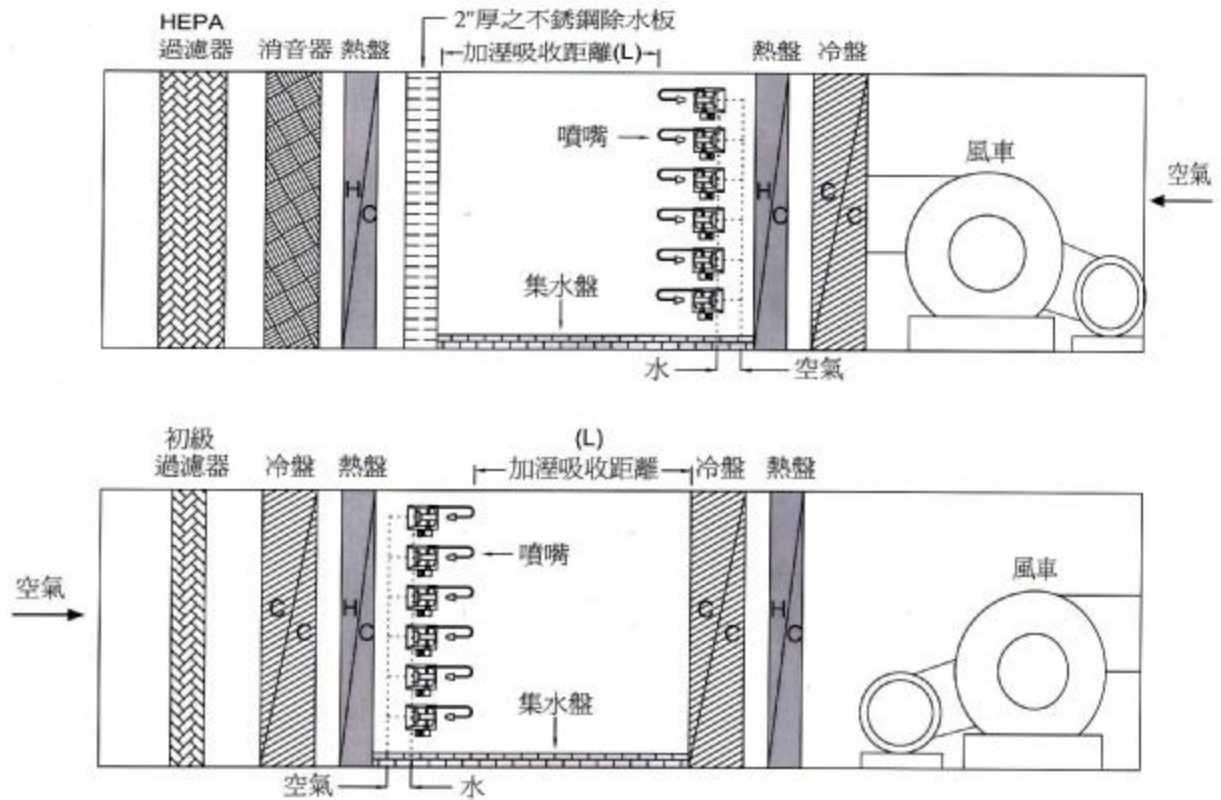 HEPA
過濾器
消音器
熱盤
2"厚之不銹鋼除水板
加溼吸收距離(L)
熱盤
冷盤
噴嘴
風車
空氣
H
C
H
C
C
C
集水盤
水
空氣
初級
過濾器
冷盤
熱盤
(L)
加溼吸收距離
冷盤
熱盤
噴嘴
風車
空氣
C
C
H
C
C
C
H
C
集水盤
空氣
水